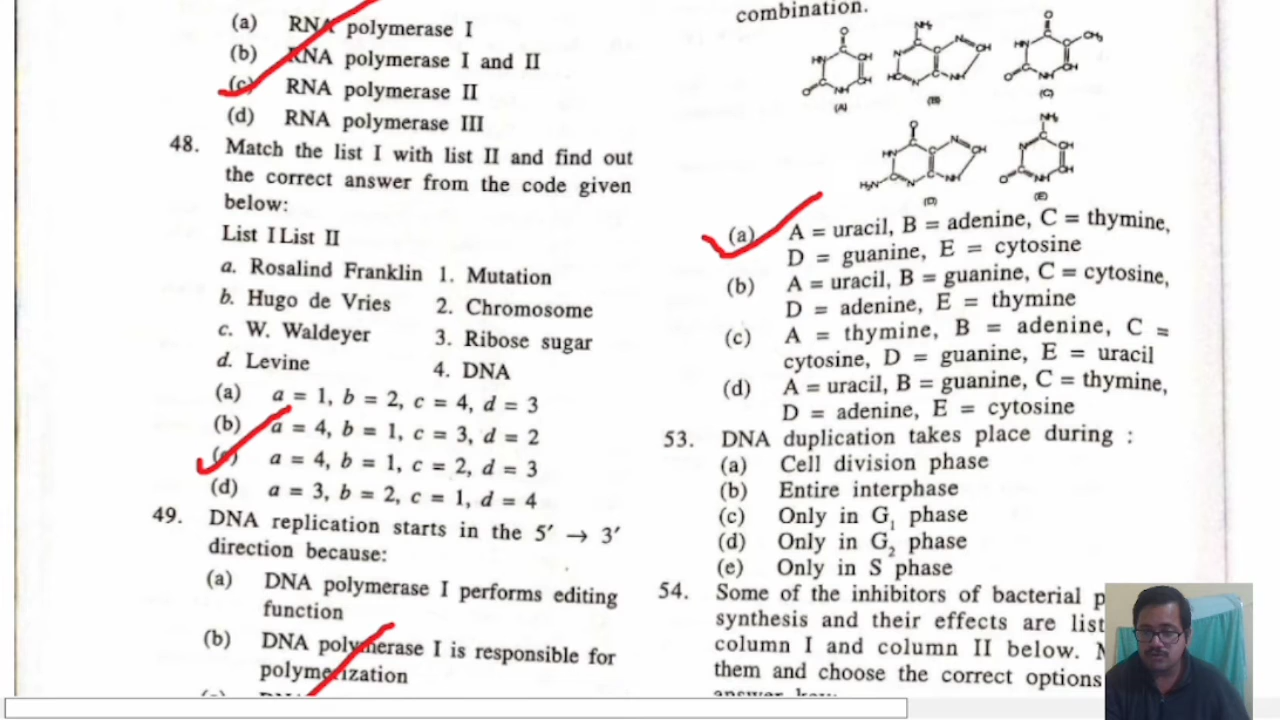 (a) RNA polymerase I
(b) RNA polymerase I and II
(c) RNA polymerase II
(d) RNA polymerase III
48. Match the list I with list II and find out
the correct answer from the code given
below:
List I List II
a. Rosalind Franklin 1. Mutation
b. Hugo de Vries 2. Chromosome
c. W. Waldeyer 3. Ribose sugar
d. Levine 4. DNA
(a) a = 1, b = 2, c = 4, d = 3
(b) a = 4, b = 1, c = 3, d = 2
(c) a = 4, b = 1, c = 2, d = 3
(d) a = 3, b = 2, c = 1, d = 4
49. DNA replication starts in the 5′ → 3′
direction because:
(a) DNA polymerase I performs editing
function
(b) DNA polymerase I is responsible for
polymerization
combination.
(A)
(B)
(C)
(D)
(E)
(a) A = uracil, B = adenine, C = thymine,
D = guanine, E = cytosine
(b) A = uracil, B = guanine, C = cytosine,
D = adenine, E = thymine
(c) A = thymine, B = adenine, C =
cytosine, D = guanine, E = uracil
(d) A = uracil, B = guanine, C = thymine,
D = adenine, E = cytosine
53. DNA duplication takes place during :
(a) Cell division phase
(b) Entire interphase
(c) Only in G₁ phase
(d) Only in G₂ phase
(e) Only in S phase
54. Some of the inhibitors of bacterial p
synthesis and their effects are list
column I and column II below. M
them and choose the correct options